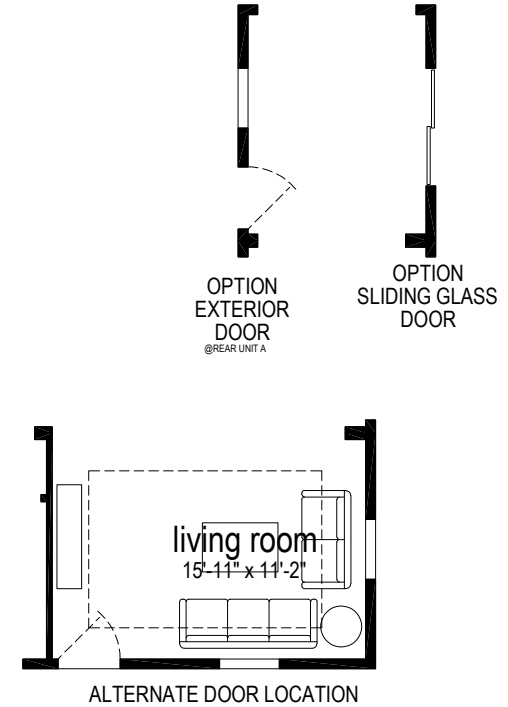 OPTION
EXTERIOR
DOOR
@REAR UNIT A
OPTION
SLIDING GLASS
DOOR
living room
15'-11" x 11'-2"
ALTERNATE DOOR LOCATION